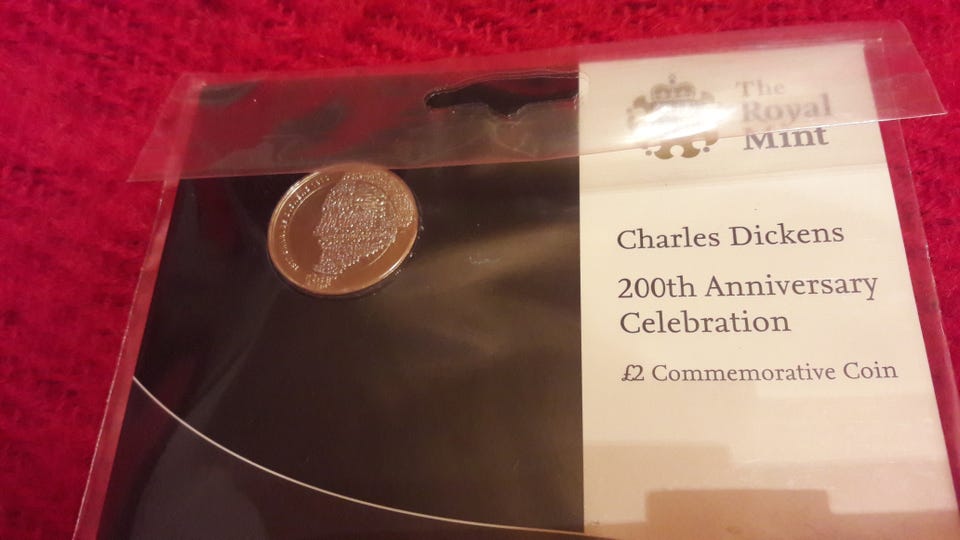 The
Royal
Mint
Charles Dickens
200th Anniversary
Celebration
£2 Commemorative Coin